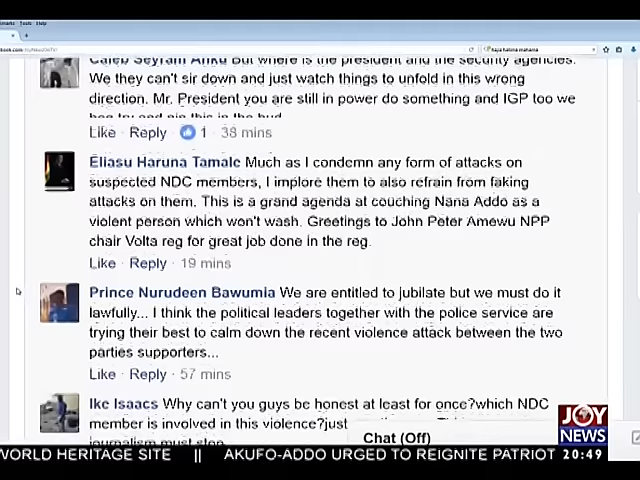 Tools Help
Caleb Seyram Anku But where is the president and the security agencies.
We they can't sir down and just watch things to unfold in this wrong
direction. Mr. President you are still in power do something and IGP too we
Like · Reply · 1 · 38 mins
Eliasu Haruna Tamale Much as I condemn any form of attacks on
suspected NDC members, I implore them to also refrain from faking
attacks on them. This is a grand agenda at couching Nana Addo as a
violent person which won't wash. Greetings to John Peter Amewu NPP
chair Volta reg for great job done in the reg.
Like · Reply · 19 mins
Prince Nurudeen Bawumia We are entitled to jubilate but we must do it
lawfully... I think the political leaders together with the police service are
trying their best to calm down the recent violence attack between the two
parties supporters...
Like · Reply · 57 mins
Ike Isaacs Why can't you guys be honest at least for once?which NDC
member is involved in this violence?just
journalism must stop
Chat (Off)
JOY
NEWS
WORLD HERITAGE SITE || AKUFO-ADDO URGED TO REIGNITE PATRIOT 20:49